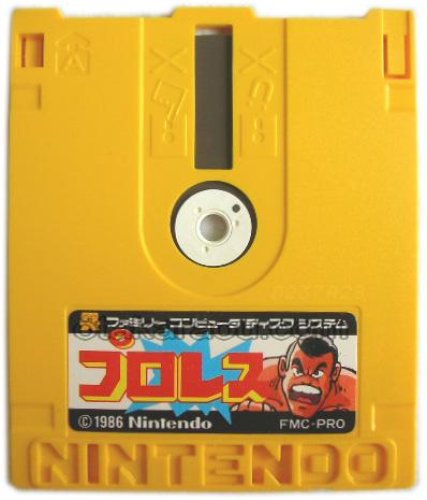 A
ファミリー コンピュータ ディスク システム
プロレス
© 1986 Nintendo
FMC-PRO
NINTENDO